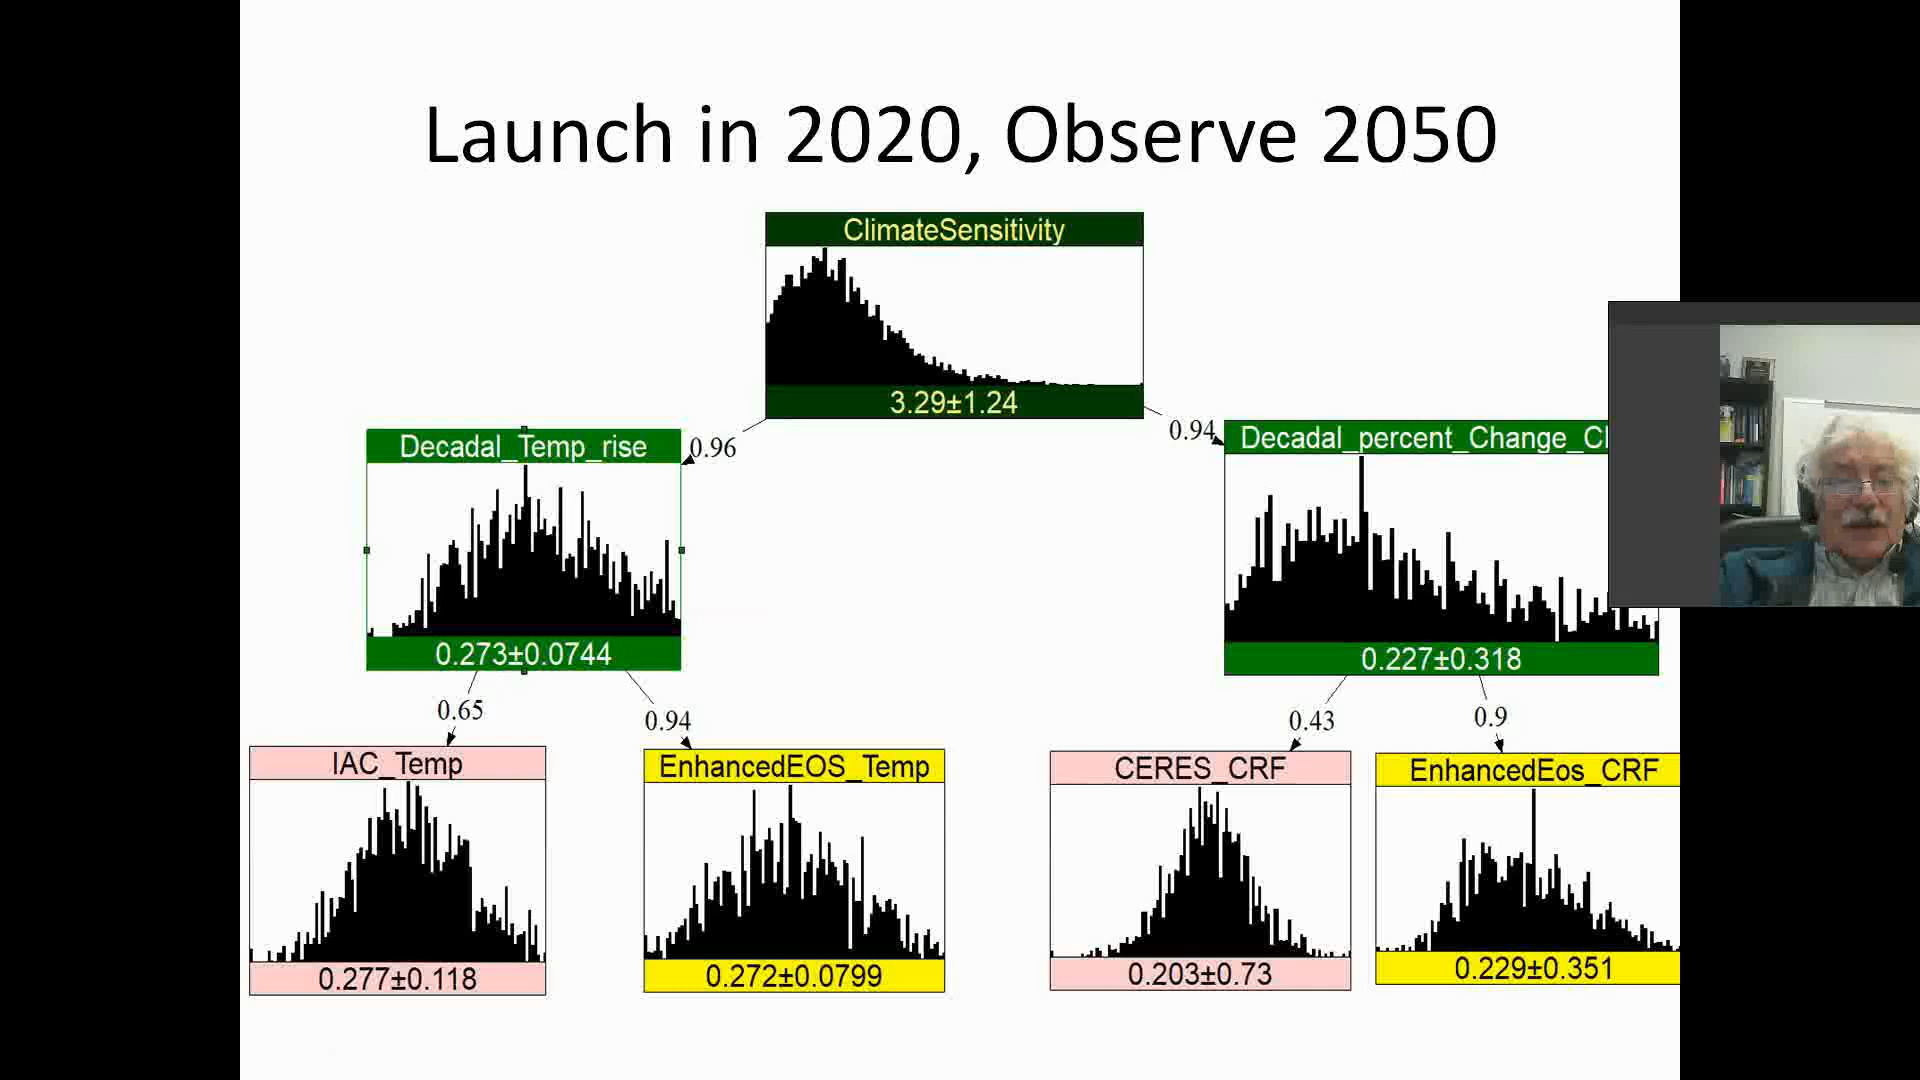 Launch in 2020, Observe 2050
ClimateSensitivity
3.29±1.24
0.96
0.94
Decadal_Temp_rise
0.273±0.0744
Decadal_percent_Change_C
0.227±0.318
0.65
0.94
0.43
0.9
IAC_Temp
0.277±0.118
EnhancedEOS_Temp
0.272±0.0799
CERES_CRF
0.203±0.73
EnhancedEos_CRF
0.229±0.351